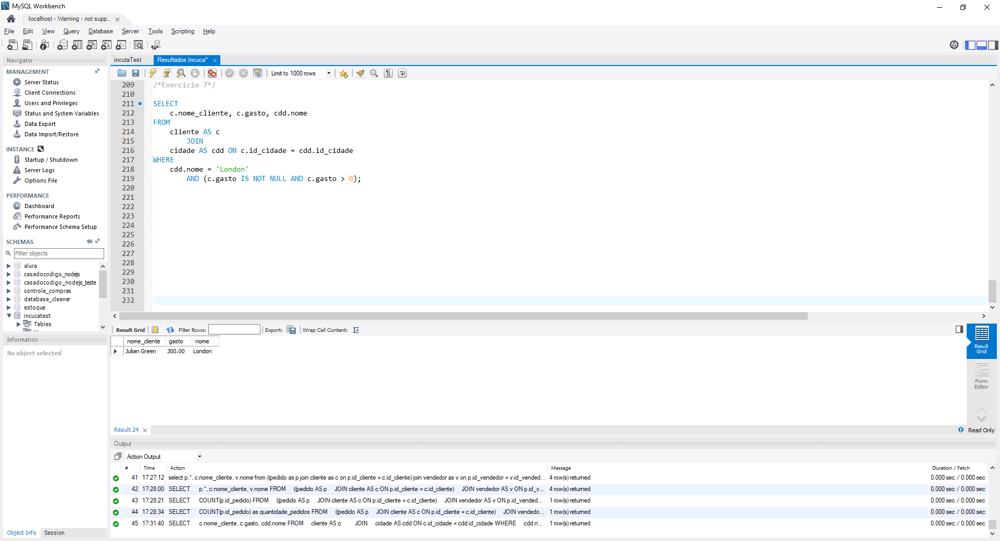 MySQL Workbench
localhost - Warning - not supp...
File Edit View Query Database Server Tools Scripting Help
Navigator
MANAGEMENT
Server Status
Client Connections
Users and Privileges
Status and System Variables
Data Export
Data Import/Restore
INSTANCE
Startup / Shutdown
Server Logs
Options File
PERFORMANCE
Dashboard
Performance Reports
Performance Schema Setup
SCHEMAS
Filter objects
alura
casadocodigo_nodejs
casadocodigo_nodejs_teste
controle_compras
database_cleaner
estoque
incucatest
Tables
Information
No object selected
Object Info Session
incutaTest Resultados Incuca*
Limit to 1000 rows
209 /*Exercicio 7*/
210
211 SELECT
212 c.nome_cliente, c.gasto, cdd.nome
213 FROM
214 cliente AS c
215 JOIN
216 cidade AS cdd ON c.id_cidade = cdd.id_cidade
217 WHERE
218 cdd.nome = 'London'
219 AND (c.gasto IS NOT NULL AND c.gasto > 0);
220
221
222
223
224
225
226
227
228
229
230
231
232
Result Grid Filter Rows: Export: Wrap Cell Content:
nome_cliente gasto nome
Julian Green 300.00 London
Result Grid
Form Editor
Result 24
Read Only
Output
Action Output
# Time Action Message Duration / Fetch
41 17:27:12 select p.*, c.nome_cliente, v.nome from ((pedido as p join cliente as c on p.id_cliente = c.id_cliente) join vendedor as v on p.id_vendedor = v.id_vended... 4 row(s) returned 0.000 sec / 0.000 sec
42 17:28:00 SELECT p.*, c.nome_cliente, v.nome FROM ((pedido AS p JOIN cliente AS c ON p.id_cliente = c.id_cliente) JOIN vendedor AS v ON p.id_v... 4 row(s) returned 0.000 sec / 0.000 sec
43 17:28:21 SELECT COUNT(p.id_pedido) FROM ((pedido AS p JOIN cliente AS c ON p.id_cliente = c.id_cliente) JOIN vendedor AS v ON p.id_vended... 1 row(s) returned 0.000 sec / 0.000 sec
44 17:28:34 SELECT COUNT(p.id_pedido) as quantidade_pedidos FROM ((pedido AS p JOIN cliente AS c ON p.id_cliente = c.id_cliente) JOIN vendedo... 1 row(s) returned 0.000 sec / 0.000 sec
45 17:31:40 SELECT c.nome_cliente, c.gasto, cdd.nome FROM cliente AS c JOIN cidade AS cdd ON c.id_cidade = cdd.id_cidade WHERE cdd.n... 1 row(s) returned 0.000 sec / 0.000 sec